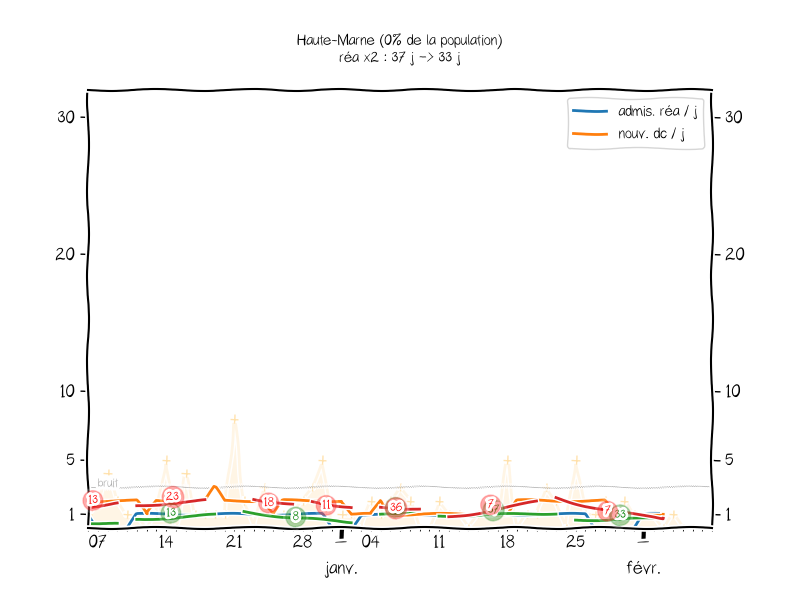 Haute-Marne (0% de la population)
réa x2 : 37 j -> 33 j
admis. réa / j
nouv. dc / j
30
30
20
20
10
10
5
5
bruit
13
23
13
18
8
11
36
7
7
33
1
1
07 14 21 28 04 11 18 25
janv. févr.